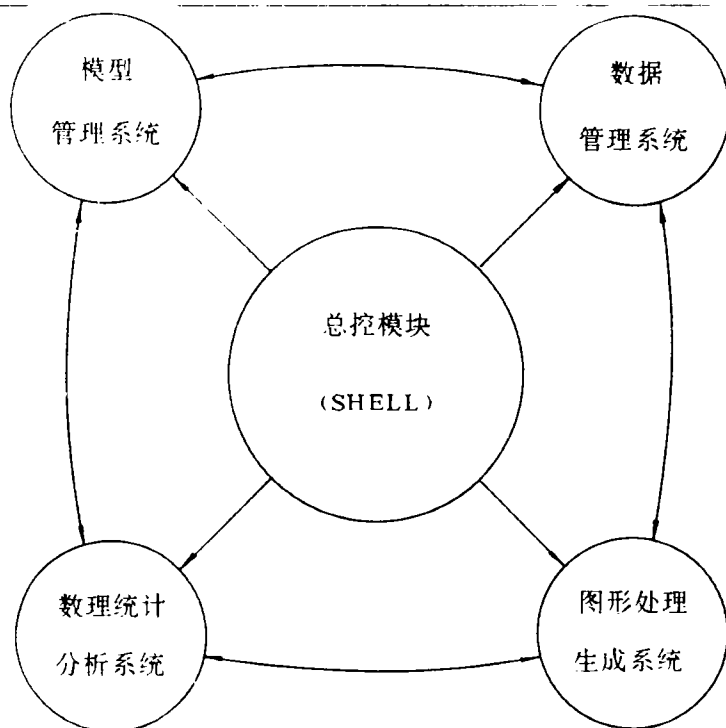 模型
管理系统
数据
管理系统
总控模块
(SHELL)
数理统计
分析系统
图形处理
生成系统